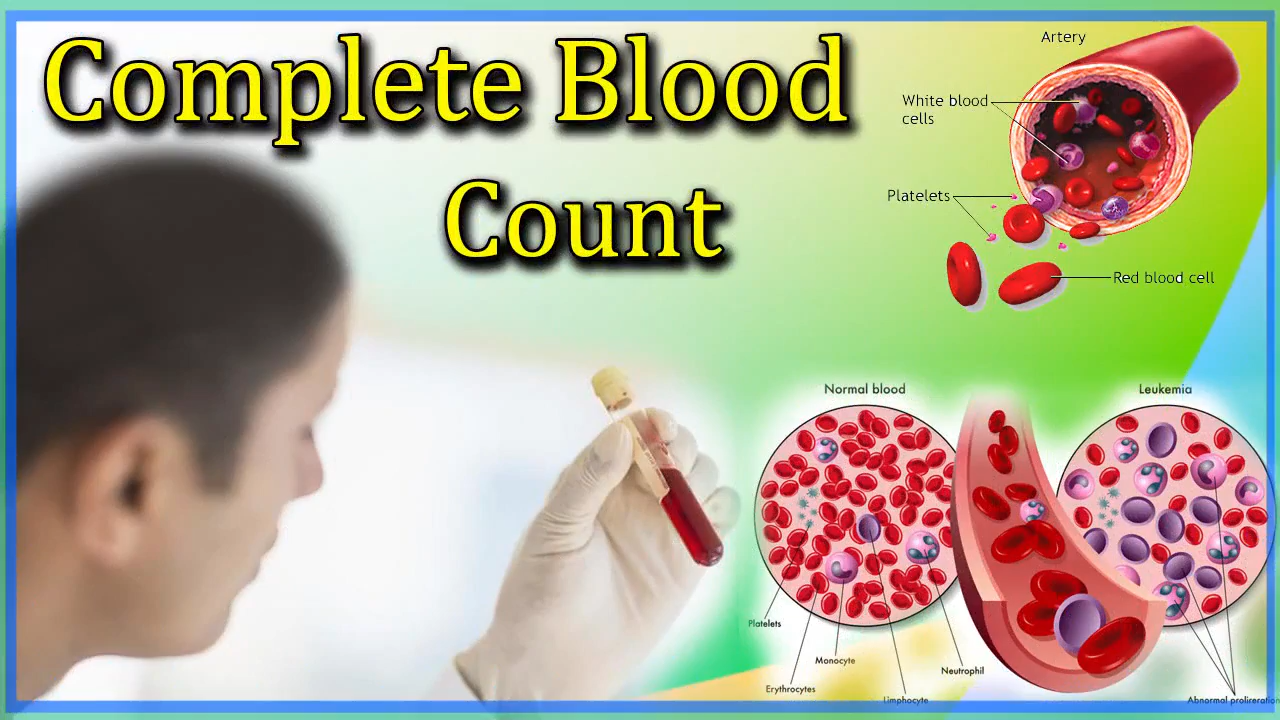 Complete Blood
Count
Artery
White blood
cells
Platelets
Red blood cell
Normal blood
Leukemia
Platelets
Monocyte
Neutrophil
Erythrocytes
Limphocyte
Abnormal prolireration